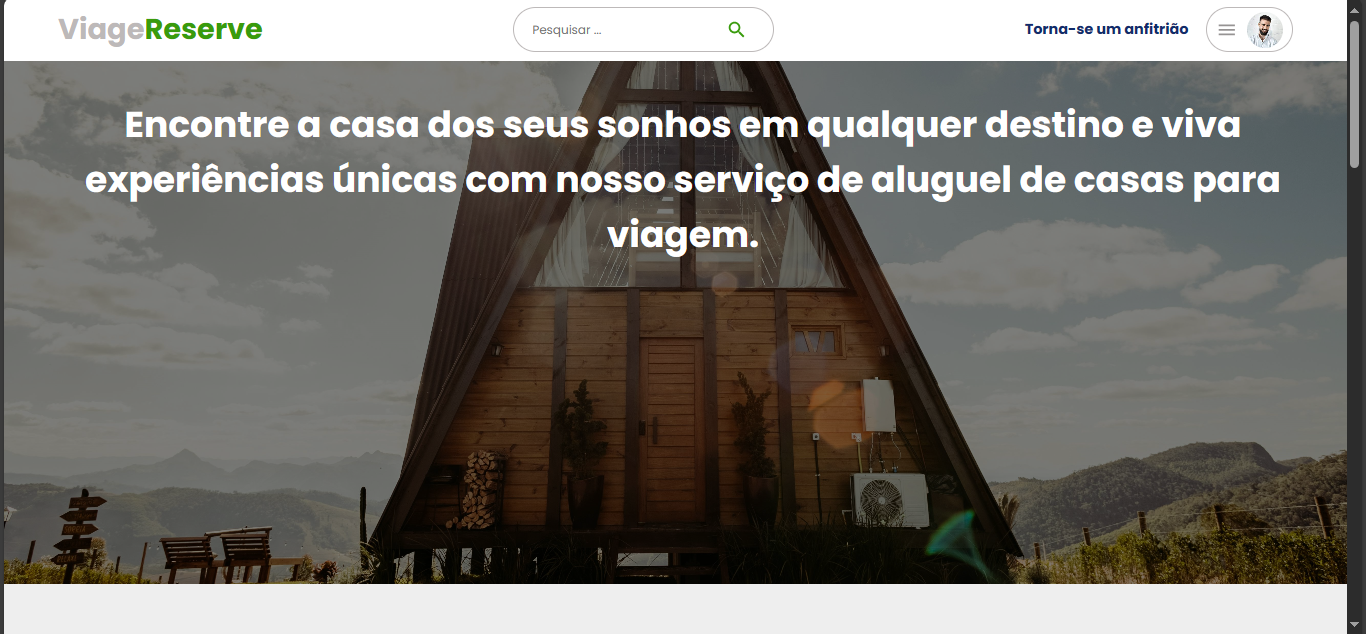 ViageReserve
Pesquisar ...
Torna-se um anfitrião
Encontre a casa dos seus sonhos em qualquer destino e viva
experiências únicas com nosso serviço de aluguel de casas para
viagem.